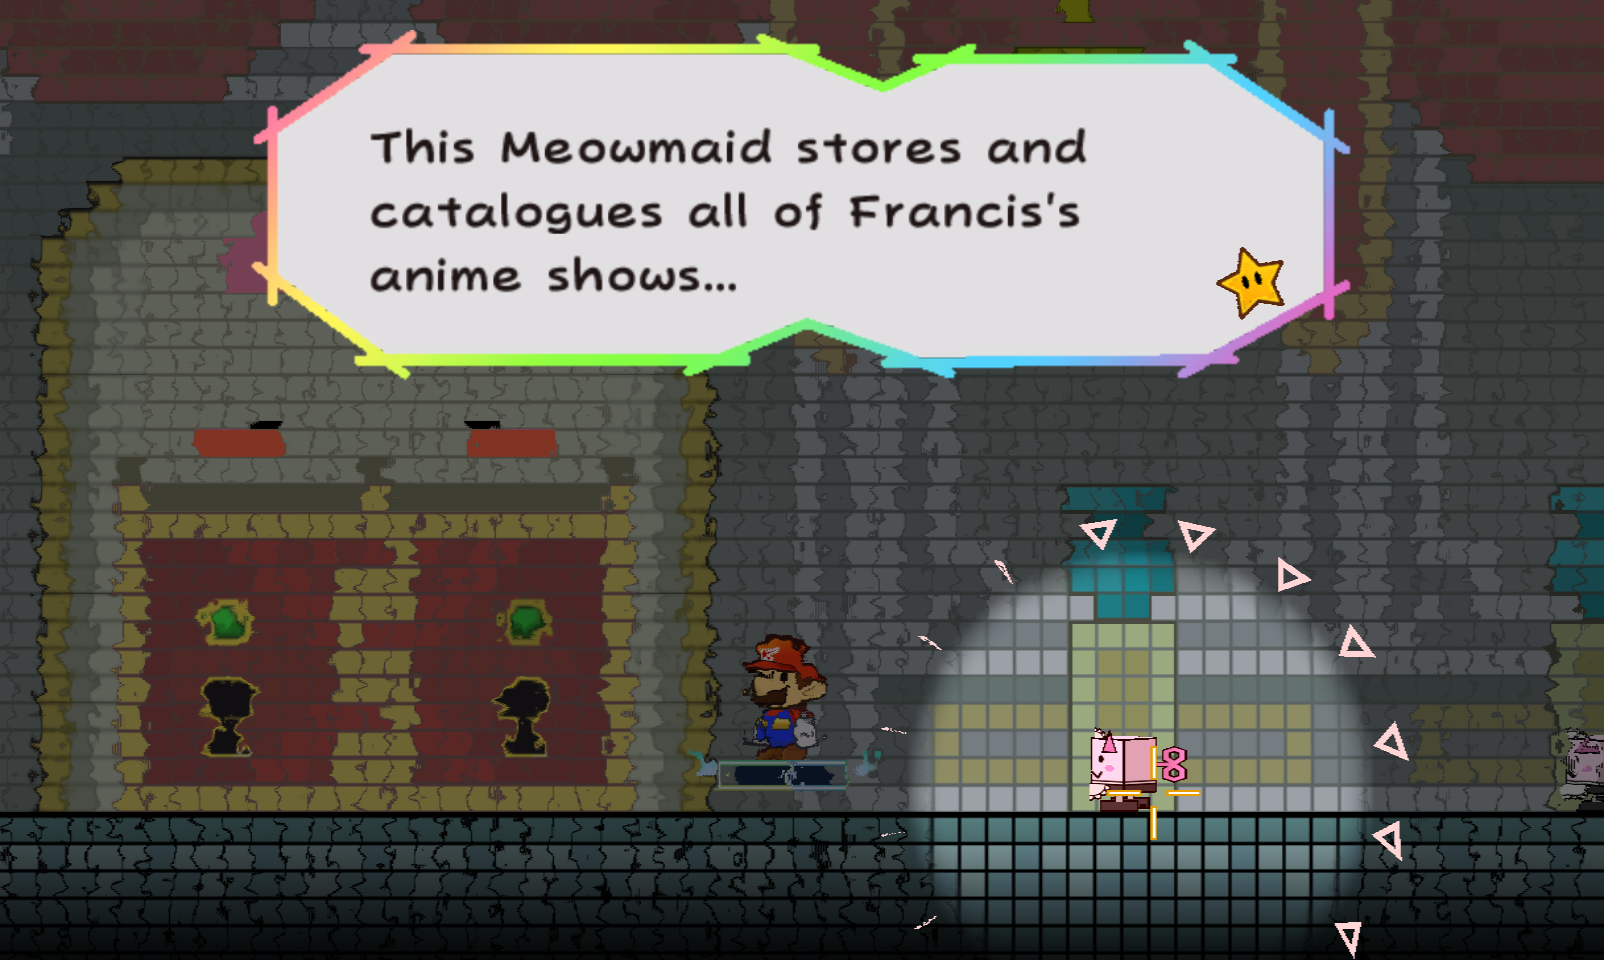 This Meowmaid stores and
catalogues all of Francis's
anime shows...